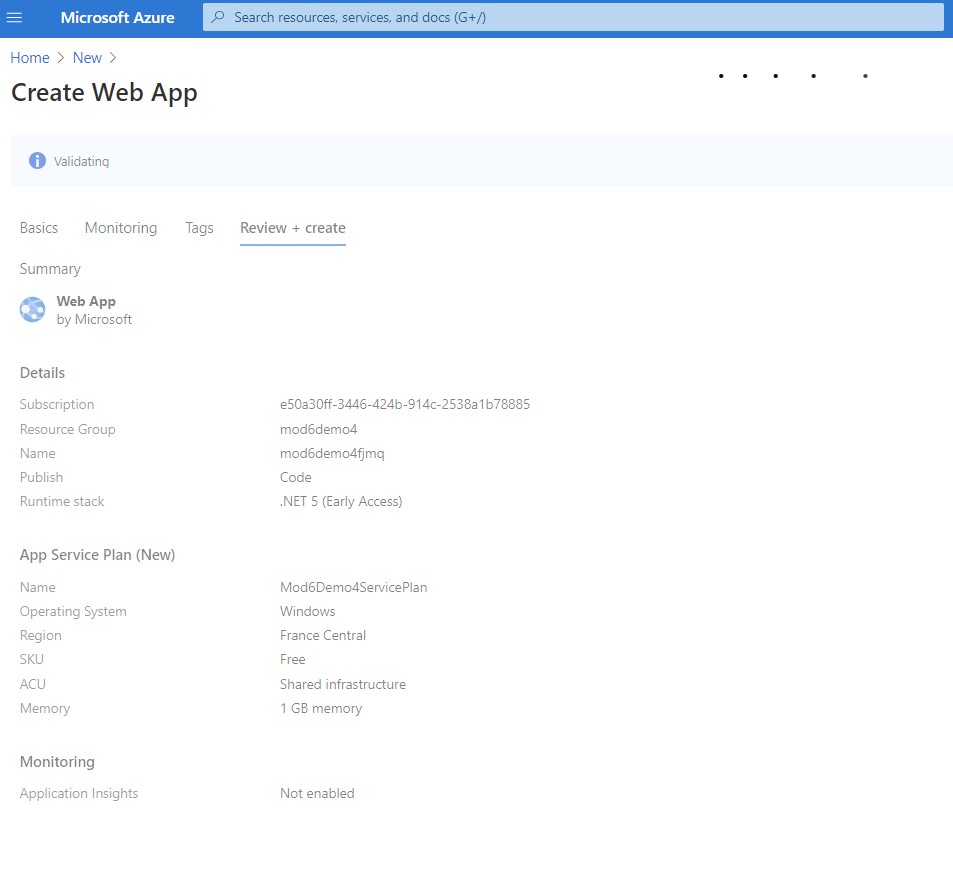 Microsoft Azure
Search resources, services, and docs (G+/)
Home > New >
Create Web App
Validating
Basics Monitoring Tags Review + create
Summary
Web App
by Microsoft
Details
Subscription e50a30ff-3446-424b-914c-2538a1b78885
Resource Group mod6demo4
Name mod6demo4fjmq
Publish Code
Runtime stack .NET 5 (Early Access)
App Service Plan (New)
Name Mod6Demo4ServicePlan
Operating System Windows
Region France Central
SKU Free
ACU Shared infrastructure
Memory 1 GB memory
Monitoring
Application Insights Not enabled